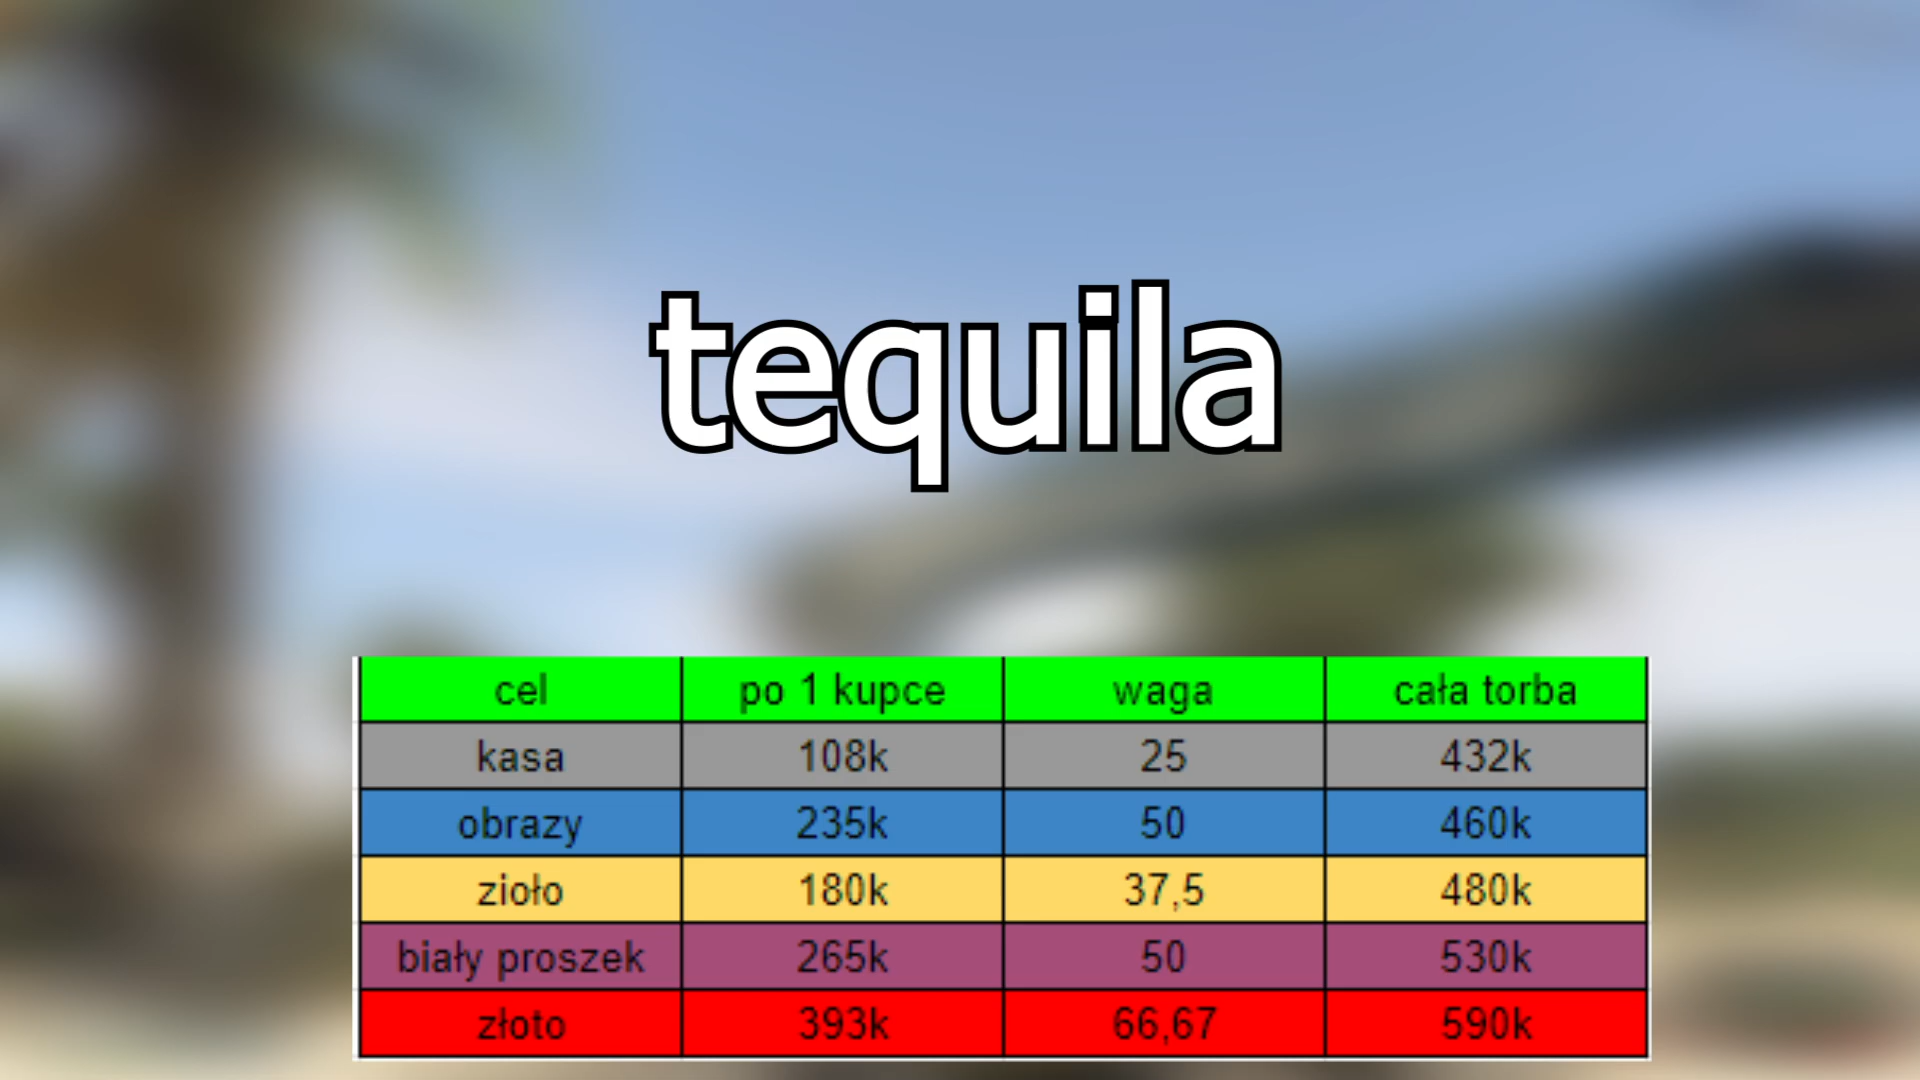 tequila
cel po 1 kupce waga cała torba
kasa 108k 25 432k
obrazy 235k 50 460k
zioło 180k 37,5 480k
biały proszek 265k 50 530k
złoto 393k 66,67 590k